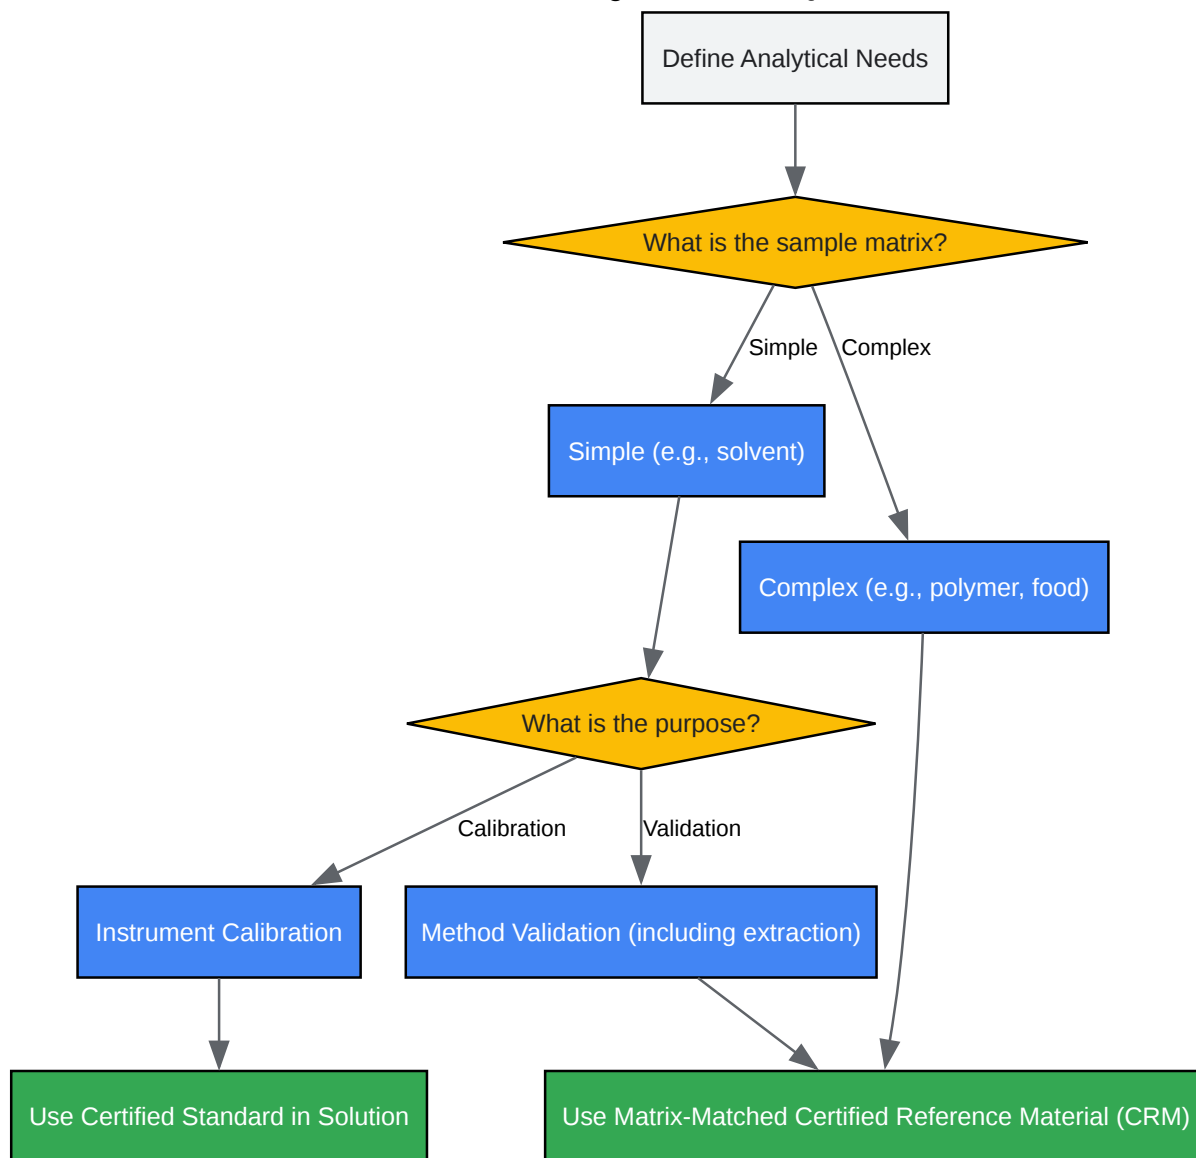 Define Analytical Needs
What is the sample matrix?
Simple
Complex
Simple (e.g., solvent)
Complex (e.g., polymer, food)
What is the purpose?
Calibration
Validation
Instrument Calibration
Method Validation (including extraction)
Use Certified Standard in Solution
Use Matrix-Matched Certified Reference Material (CRM)